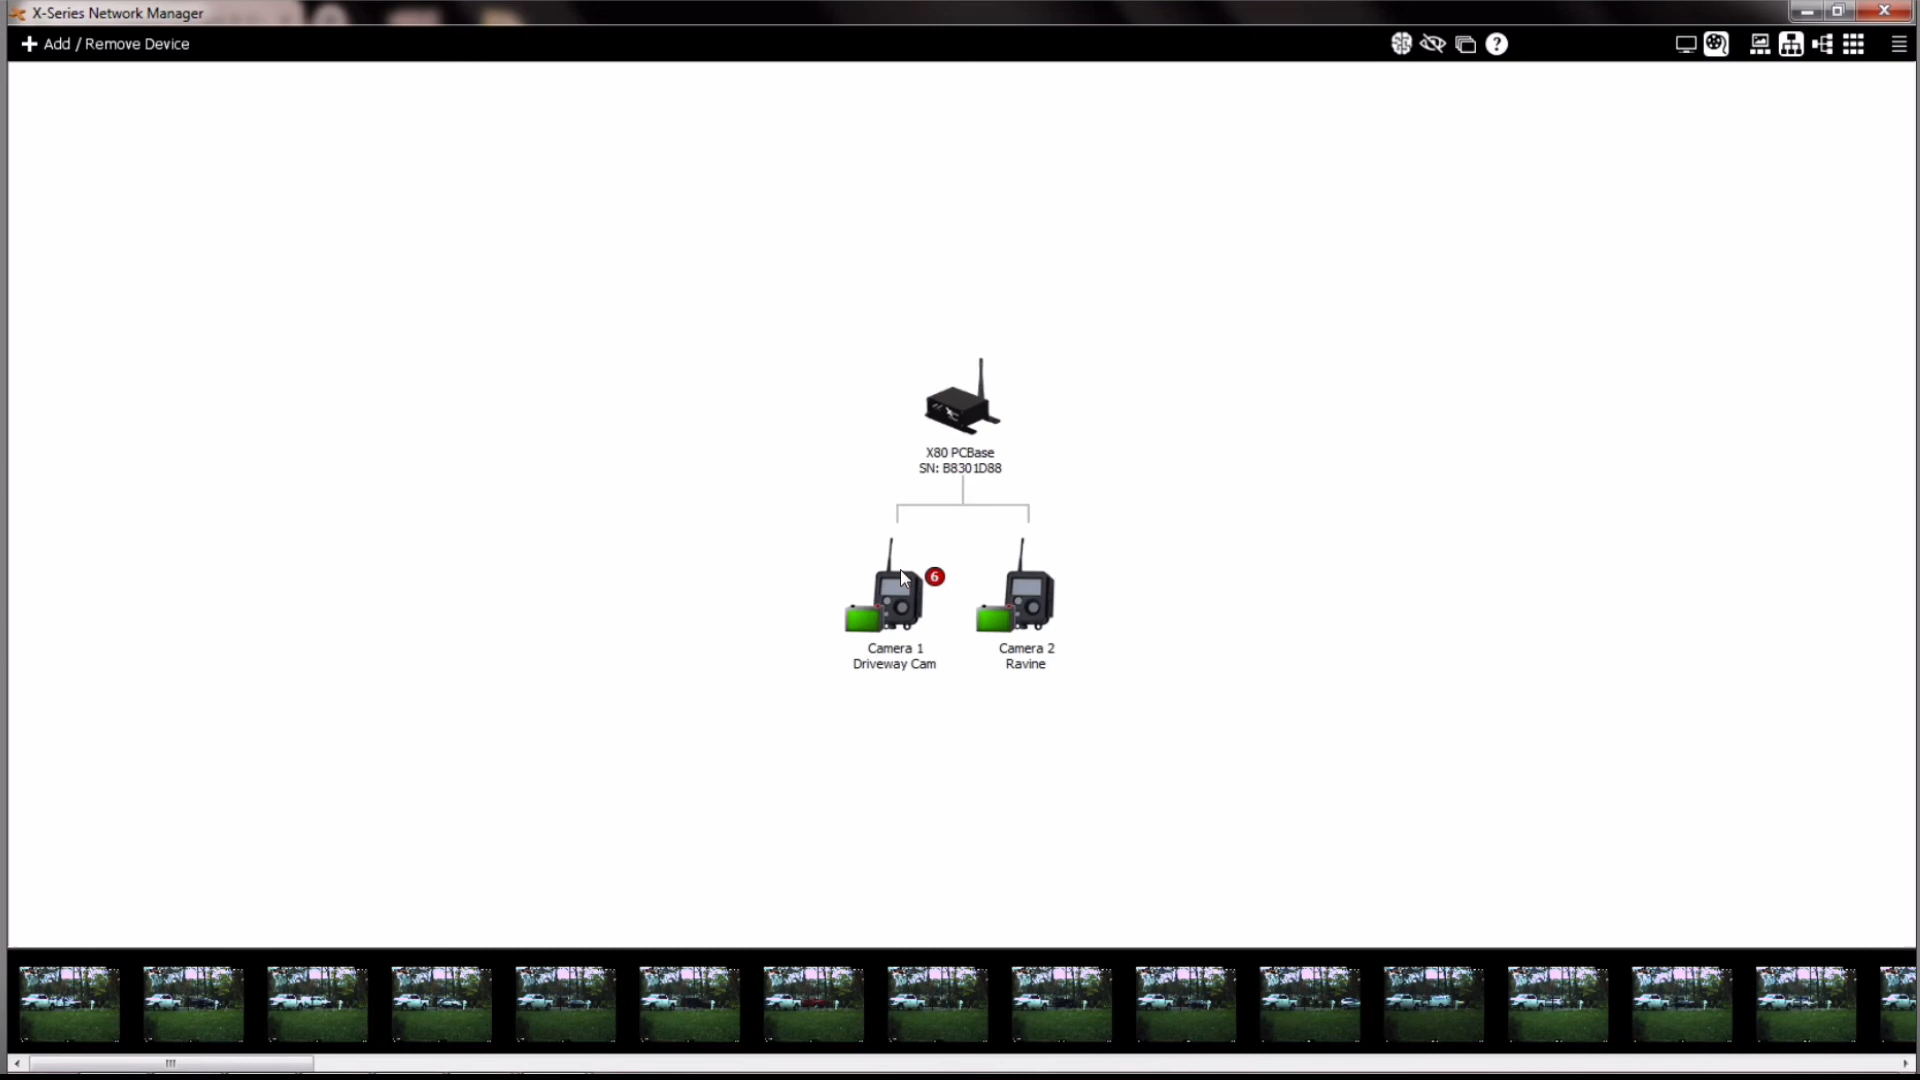 X-Series Network Manager
Add / Remove Device
?
X80 PCBase
SN: B8301D88
6
Camera 1
Driveway Cam
Camera 2
Ravine